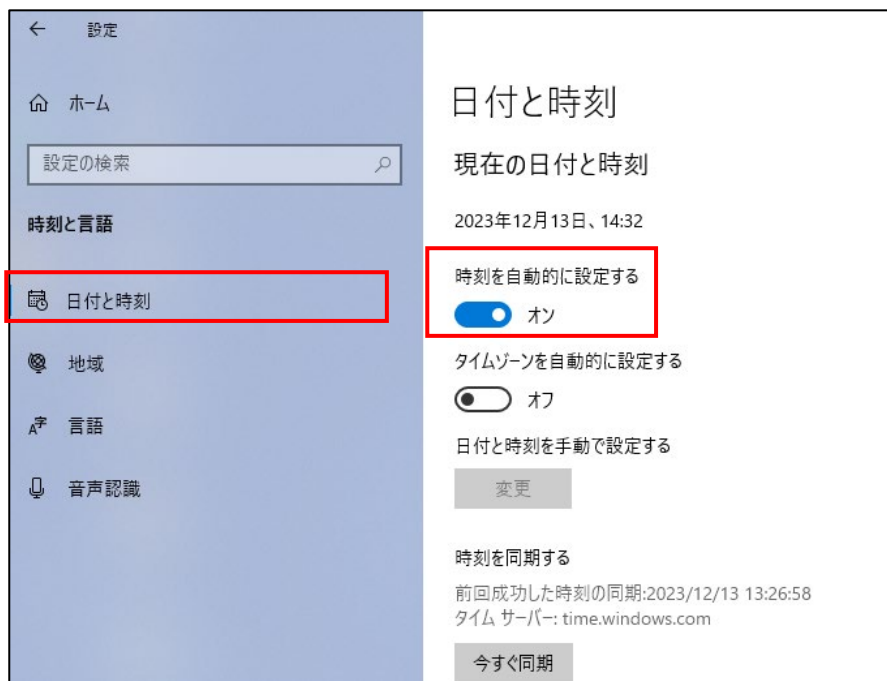 設定
ホーム
設定の検索
時刻と言語
日付と時刻
地域
言語
音声認識
日付と時刻
現在の日付と時刻
2023年12月13日、14:32
時刻を自動的に設定する
オン
タイムゾーンを自動的に設定する
オフ
日付と時刻を手動で設定する
変更
時刻を同期する
前回成功した時刻の同期:2023/12/13 13:26:58
タイム サーバー: time.windows.com
今すぐ同期